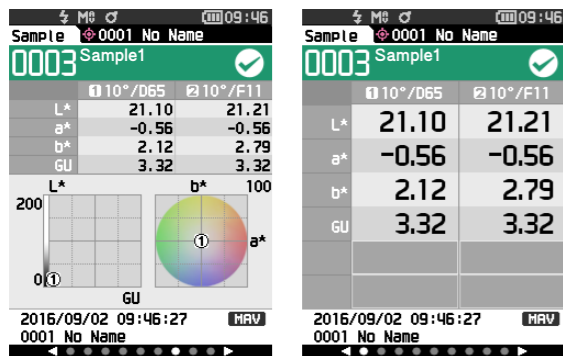 M⑧ 09:46
Sample 0001 No Name
0003 Sample1
1 10°/D65 2 10°/F11
L* 21.10 21.21
a* -0.56 -0.56
b* 2.12 2.79
GU 3.32 3.32
L* b* 100
200
① a*
0 ①
GU
2016/09/02 09:46:27 MAV
0001 No Name
09:46
Sample 0001 No Name
0003 Sample1
1 10°/D65 2 10°/F11
L* 21.10 21.21
a* -0.56 -0.56
b* 2.12 2.79
GU 3.32 3.32
2016/09/02 09:46:27 MAV
0001 No Name